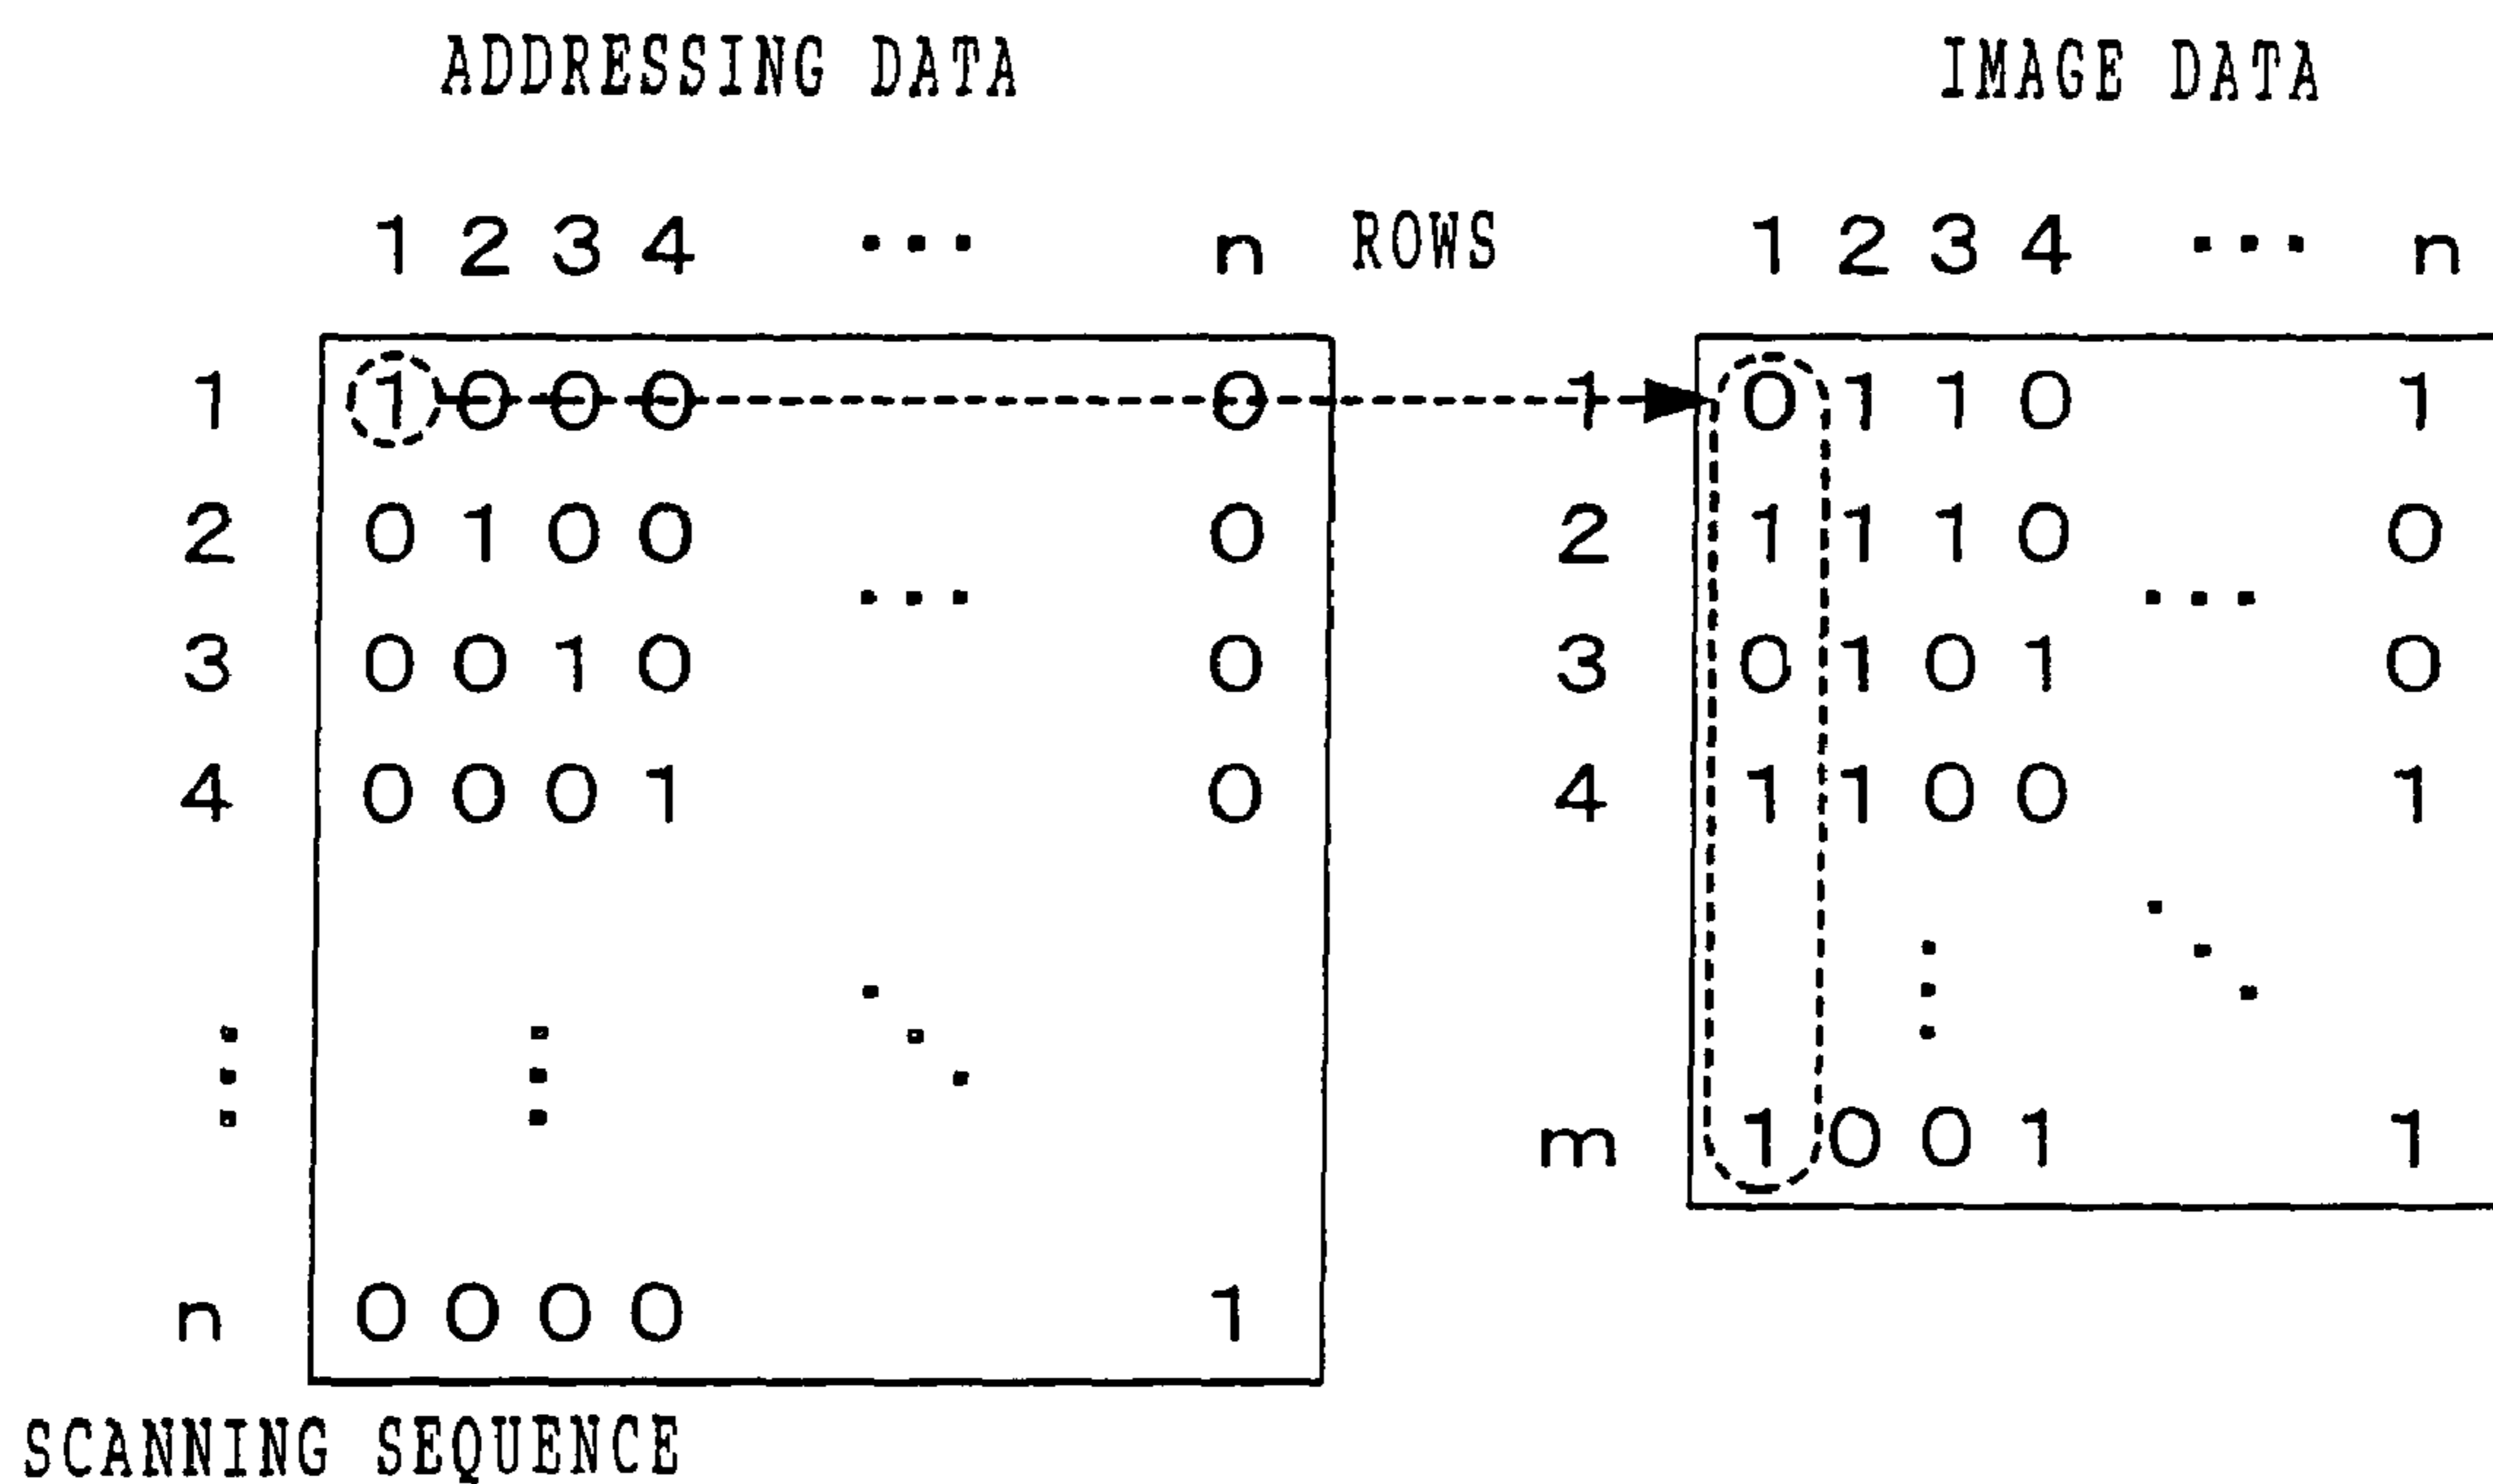 ADDRESSING DATA IMAGE DATA
1 2 3 4 ... n ROWS 1 2 3 4 ... n
1 1 0 0 0 0 1 0 1 1 0 1
2 0 1 0 0 0 2 1 1 1 0 0
... ...
3 0 0 1 0 0 3 0 1 0 1 0
4 0 0 0 1 0 4 1 1 0 0 1
m 1 0 0 1 1
n 0 0 0 0 1
SCANNING SEQUENCE